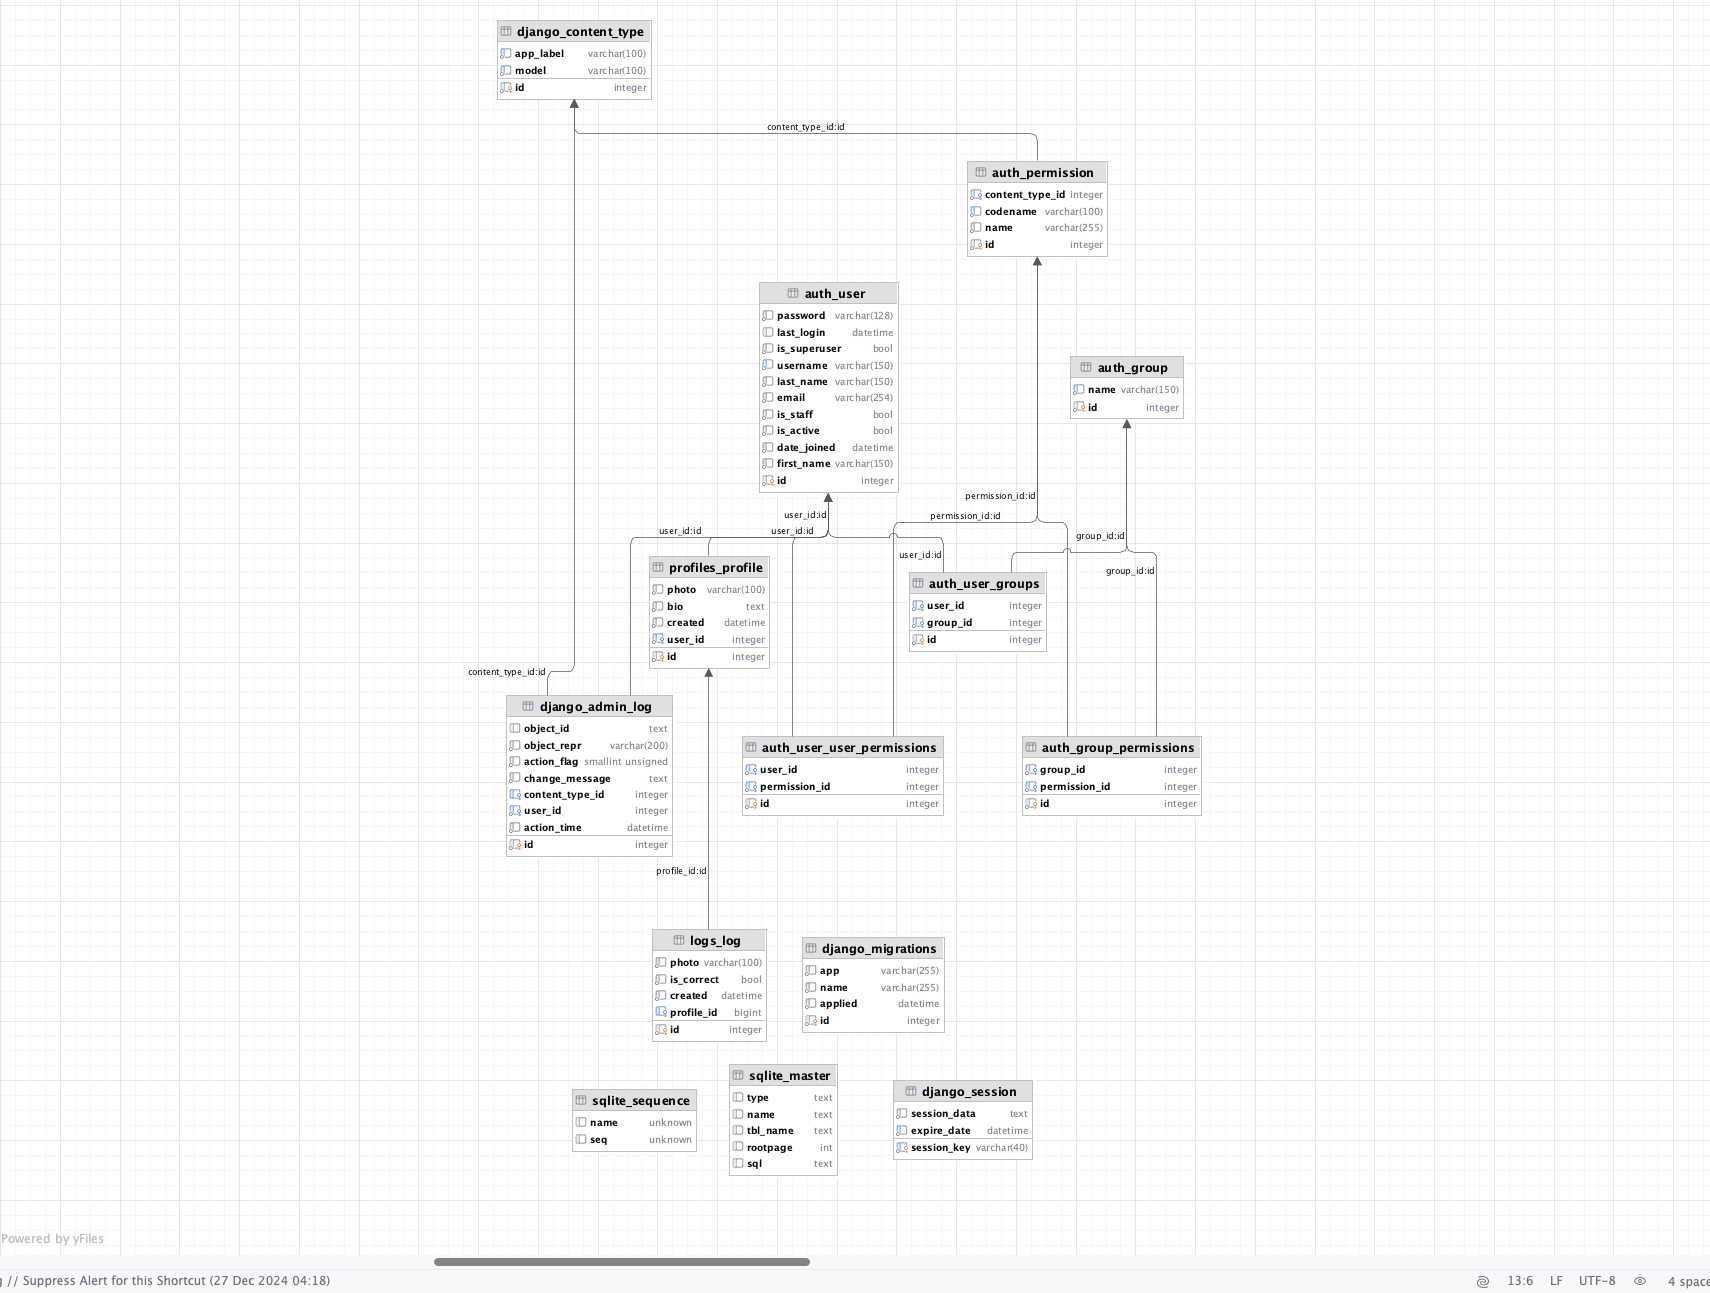 django_content_type
app_label varchar(100)
model varchar(100)
id integer
content_type_id:id
auth_permission
content_type_id integer
codename varchar(100)
name varchar(255)
id integer
auth_user
password varchar(128)
last_login datetime
is_superuser bool
username varchar(150)
last_name varchar(150)
email varchar(254)
is_staff bool
is_active bool
date_joined datetime
first_name varchar(150)
id integer
auth_group
name varchar(150)
id integer
permission_id:id
user_id:id
permission_id:id
user_id:id
user_id:id
group_id:id
user_id:id
group_id:id
profiles_profile
photo varchar(100)
bio text
created datetime
user_id integer
id integer
auth_user_groups
user_id integer
group_id integer
id integer
content_type_id:id
django_admin_log
object_id text
object_repr varchar(200)
action_flag smallint unsigned
change_message text
content_type_id integer
user_id integer
action_time datetime
id integer
auth_user_user_permissions
user_id integer
permission_id integer
id integer
auth_group_permissions
group_id integer
permission_id integer
id integer
profile_id:id
logs_log
photo varchar(100)
is_correct bool
created datetime
profile_id bigint
id integer
django_migrations
app varchar(255)
name varchar(255)
applied datetime
id integer
sqlite_sequence
name unknown
seq unknown
sqlite_master
type text
name text
tbl_name text
rootpage int
sql text
django_session
session_data text
expire_date datetime
session_key varchar(40)
Powered by yFiles
g // Suppress Alert for this Shortcut (27 Dec 2024 04:18) 13:6 LF UTF-8 4 space